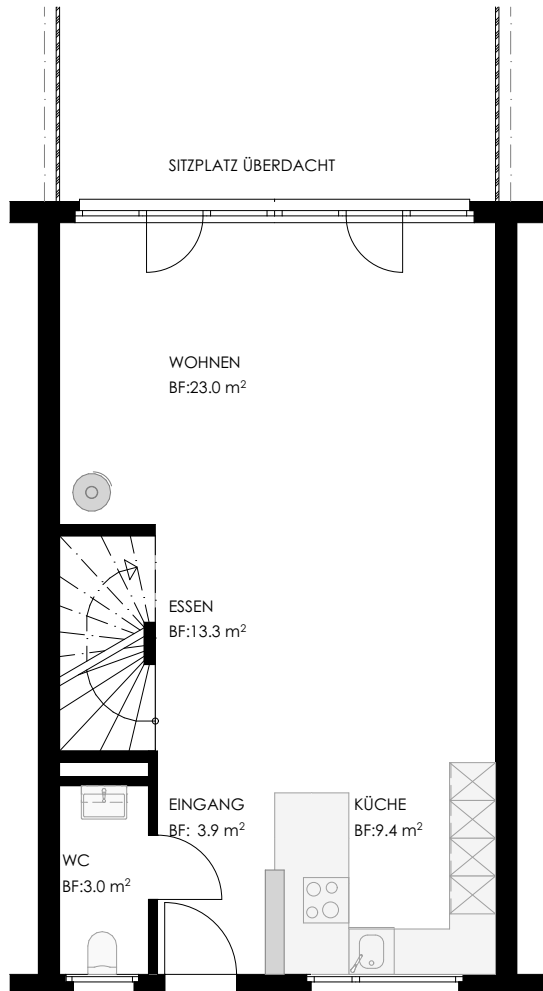 SITZPLATZ ÜBERDACHT
WOHNEN
BF:23.0 m²
ESSEN
BF:13.3 m²
EINGANG
BF: 3.9 m²
KÜCHE
BF:9.4 m²
WC
BF:3.0 m²